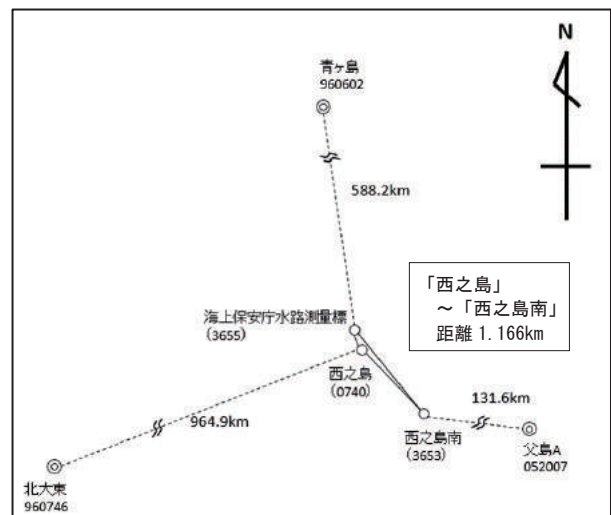 N
青ヶ島
960602
588.2km
「西之島」
～「西之島南」
距離 1.166km
海上保安庁水路測量標
(3655)
西之島
(0740)
131.6km
964.9km
西之島南
(3653)
父島A
052007
北大東
960746